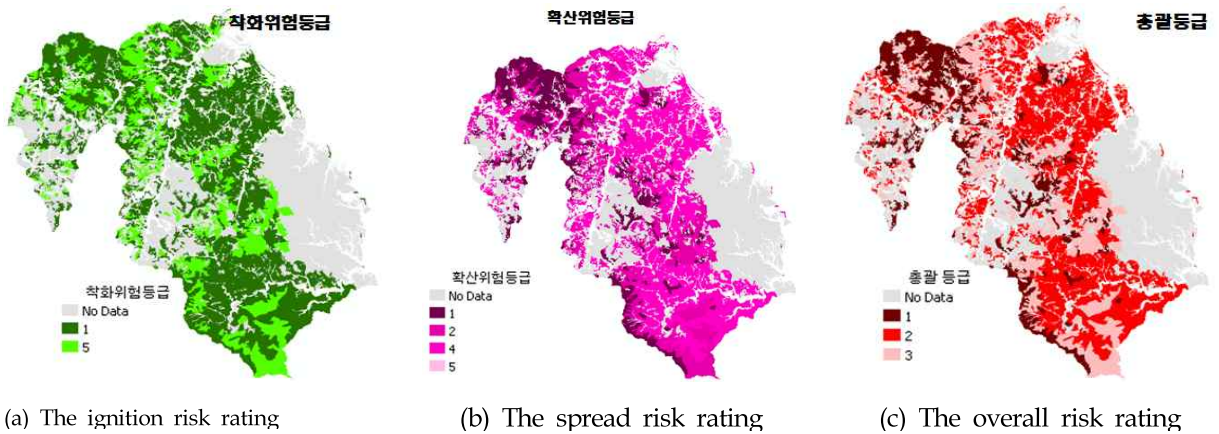 착화위험등급
확산위험등급
총괄등급
착화위험등급
No Data
1
5
확산위험등급
No Data
1
2
4
5
총괄 등급
No Data
1
2
3
(a) The ignition risk rating
(b) The spread risk rating
(c) The overall risk rating